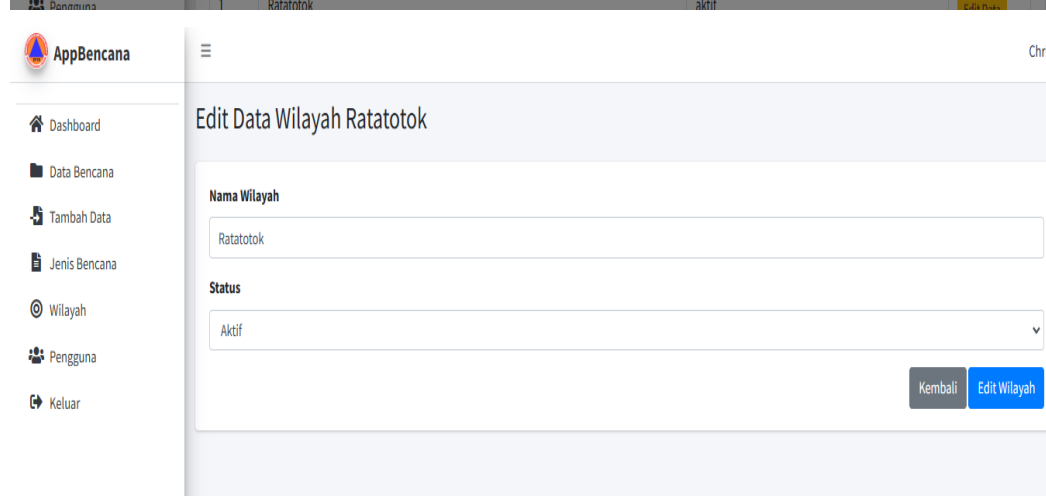 Pengguna
1 Ratatotok aktif Edit Data
AppBencana
Chr
Dashboard
Data Bencana
Tambah Data
Jenis Bencana
Wilayah
Pengguna
Keluar
Edit Data Wilayah Ratatotok
Nama Wilayah
Ratatotok
Status
Aktif
Kembali Edit Wilayah